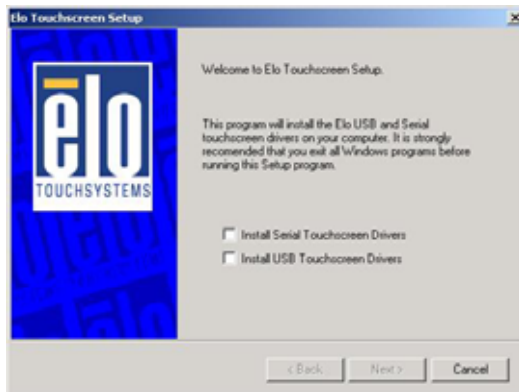 Elo Touchscreen Setup
elo
TOUCHSYSTEMS
Welcome to Elo Touchscreen Setup.
This program will install the Elo USB and Serial
touchscreen drivers on your computer. It is strongly
recomended that you exit all Windows programs before
running this Setup program.
Install Serial Touchscreen Drivers
Install USB Touchscreen Drivers
< Back
Next >
Cancel